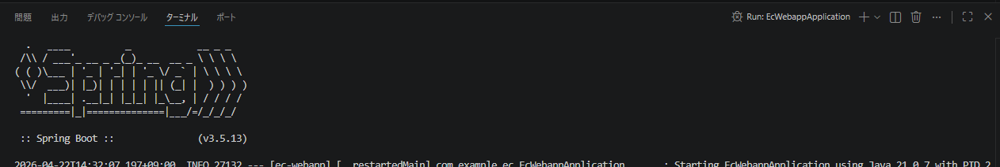 問題 出力 デバッグ コンソール ターミナル ポート Run: EcWebappApplication
  .   ____          _            __ _ _
 /\\ / ___'_ __ _ _(_)_ __  __ _ \ \ \ \
( ( )\___ | '_ | '_| | '_ \/ _` | \ \ \ \
 \\/  ___)| |_)| | | | | || (_| |  ) ) ) )
  '  |____| .__|_| |_|_| |_\__, | / / / /
 =========|_|==============|___/=/_/_/_/
 :: Spring Boot ::                (v3.5.13)
2026-04-22T14:32:07.197+09:00  INFO 27132 --- [ec-webapp] [  restartedMain] com.example.ec.EcWebappApplication       : Starting EcWebappApplication using Java 21.0.7 with PID 2